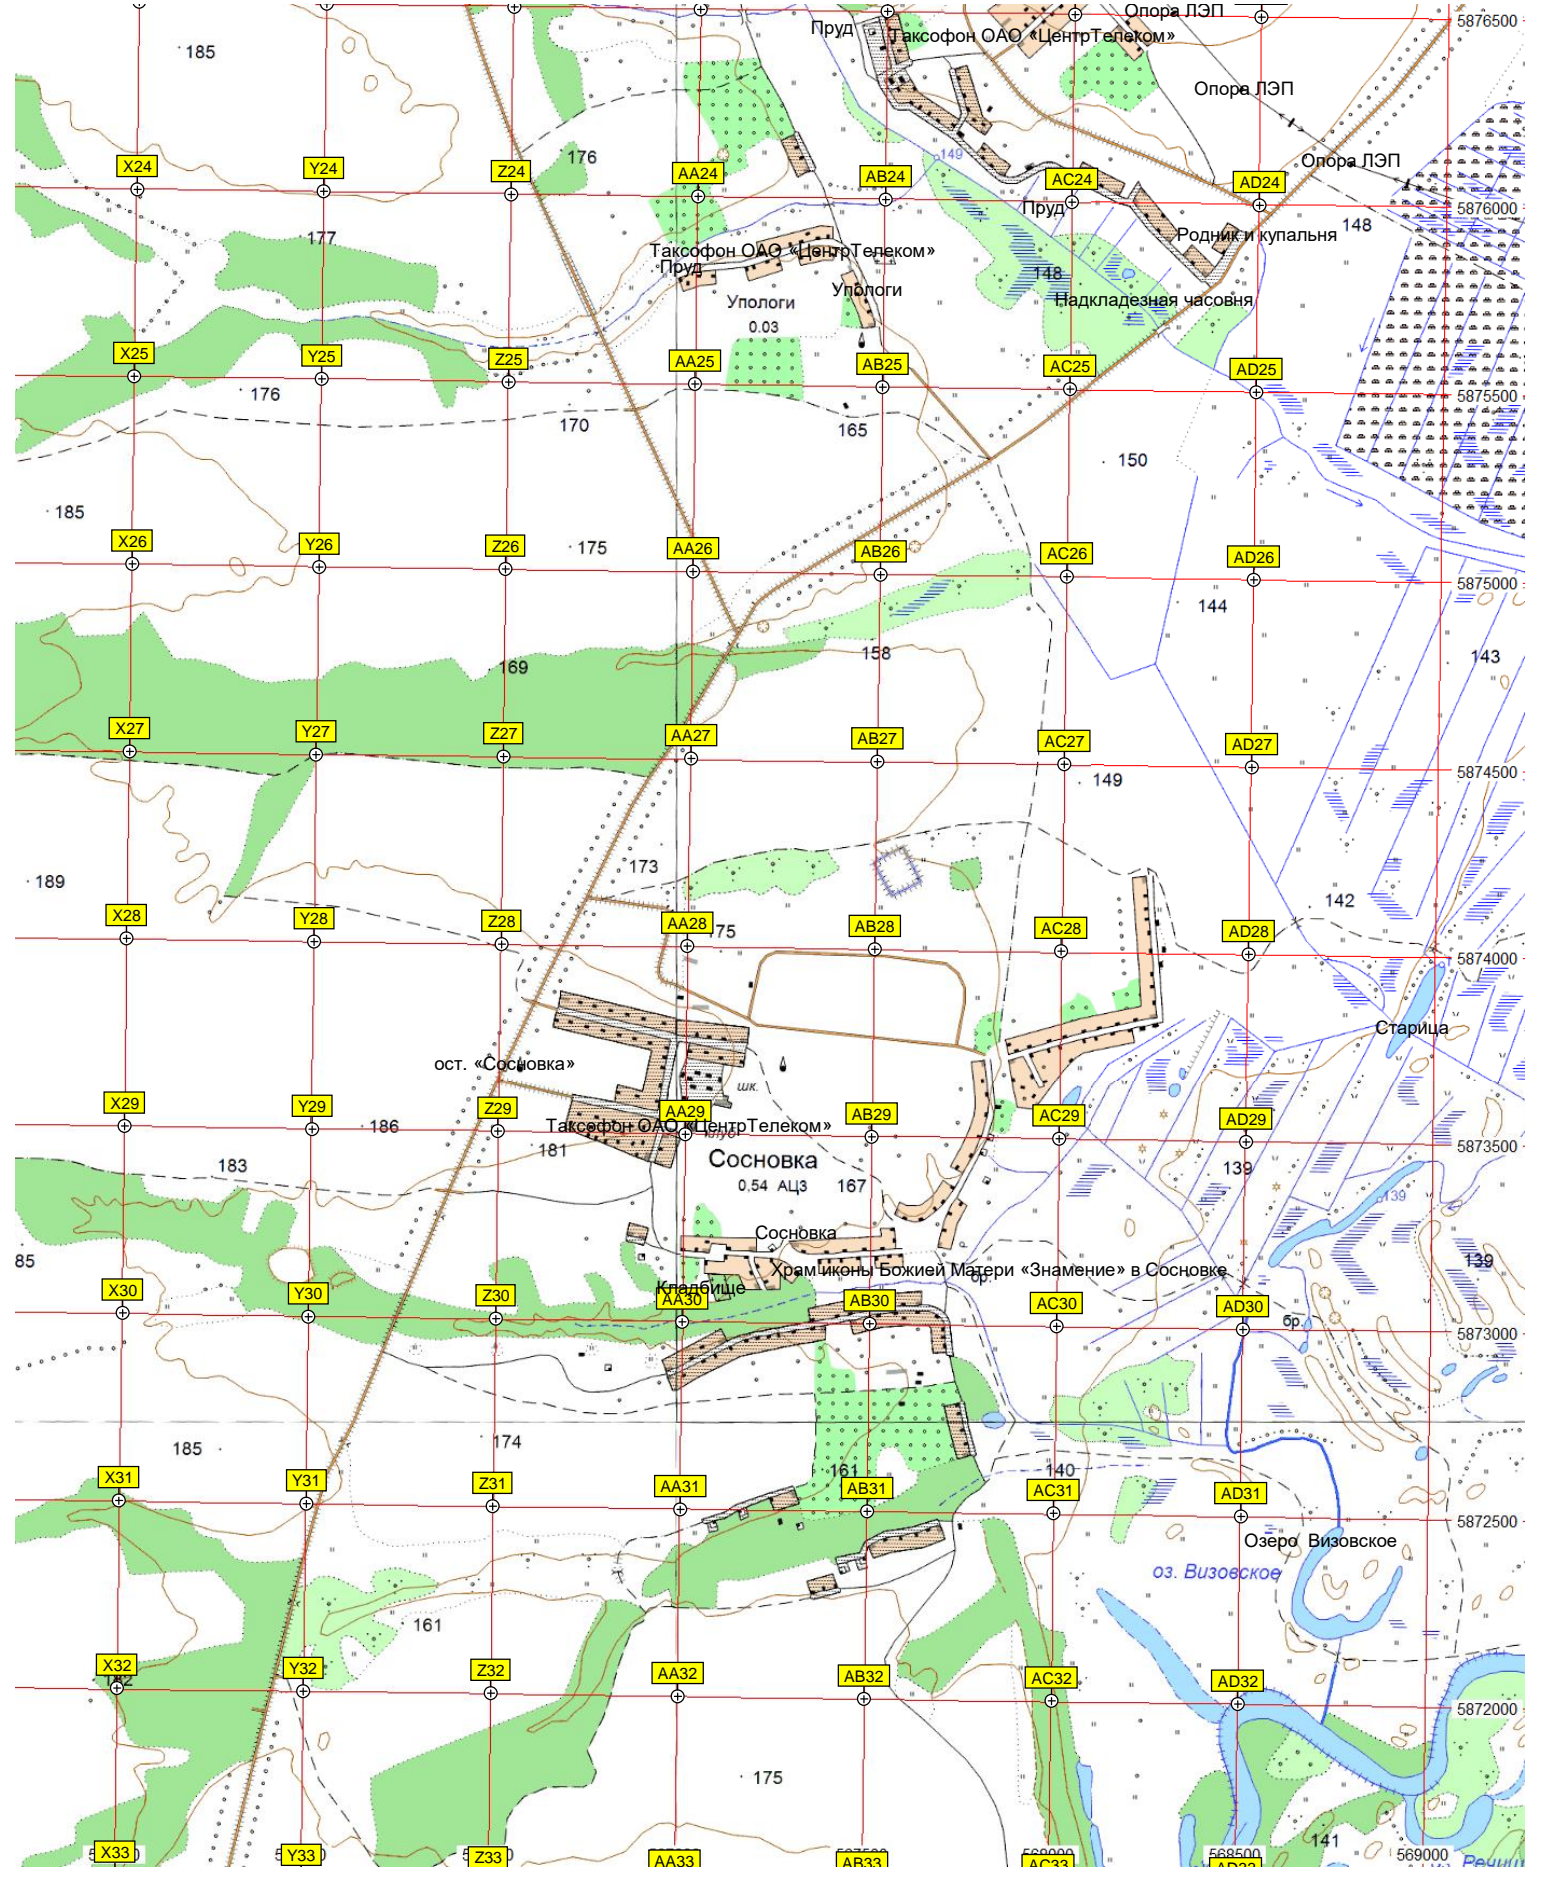 Опора ЛЭП
5876500
Пруд
Таксофон ОАО «ЦентрТелеком»
185
Опора ЛЭП
149
176
Опора ЛЭП
X24
Y24
Z24
AA24
AB24
AC24
AD24
Пруд
5876000
148
177
Родник и купальня
Таксофон ОАО «ЦентрТелеком»
Пруд
148
Упологи
Упологи
Надкладезная часовня
0.03
X25
Y25
Z25
AA25
AB25
AC25
AD25
176
5875500
170
165
150
185
X26
Y26
Z26
175
AA26
AB26
AC26
AD26
5875000
144
158
143
169
X27
Y27
Z27
AA27
AB27
AC27
AD27
5874500
149
173
189
142
X28
Y28
Z28
AA28
75
AB28
AC28
AD28
5874000
Старица
ост. «Сосновка»
шк.
X29
Y29
Z29
AA29
AB29
AC29
AD29
186
Таксофон ОАО «ЦентрТелеком»
5873500
181
Сосновка
183
139
0,54 АЦЗ
167
139
Сосновка
85
139
Храм иконы Божией Матери «Знамение» в Сосновке
бр.
Кладбище
X30
Y30
Z30
AA30
AB30
AC30
AD30
бр.
5873000
185
174
161
140
X31
Y31
Z31
AA31
AB31
AC31
AD31
5872500
Озеро Визовское
оз. Визовское
161
X32
Y32
Z32
AA32
AB32
AC32
AD32
5872000
175
141
X33
Y33
Z33
AA33
AB33
AC33
AD33
568500
569000